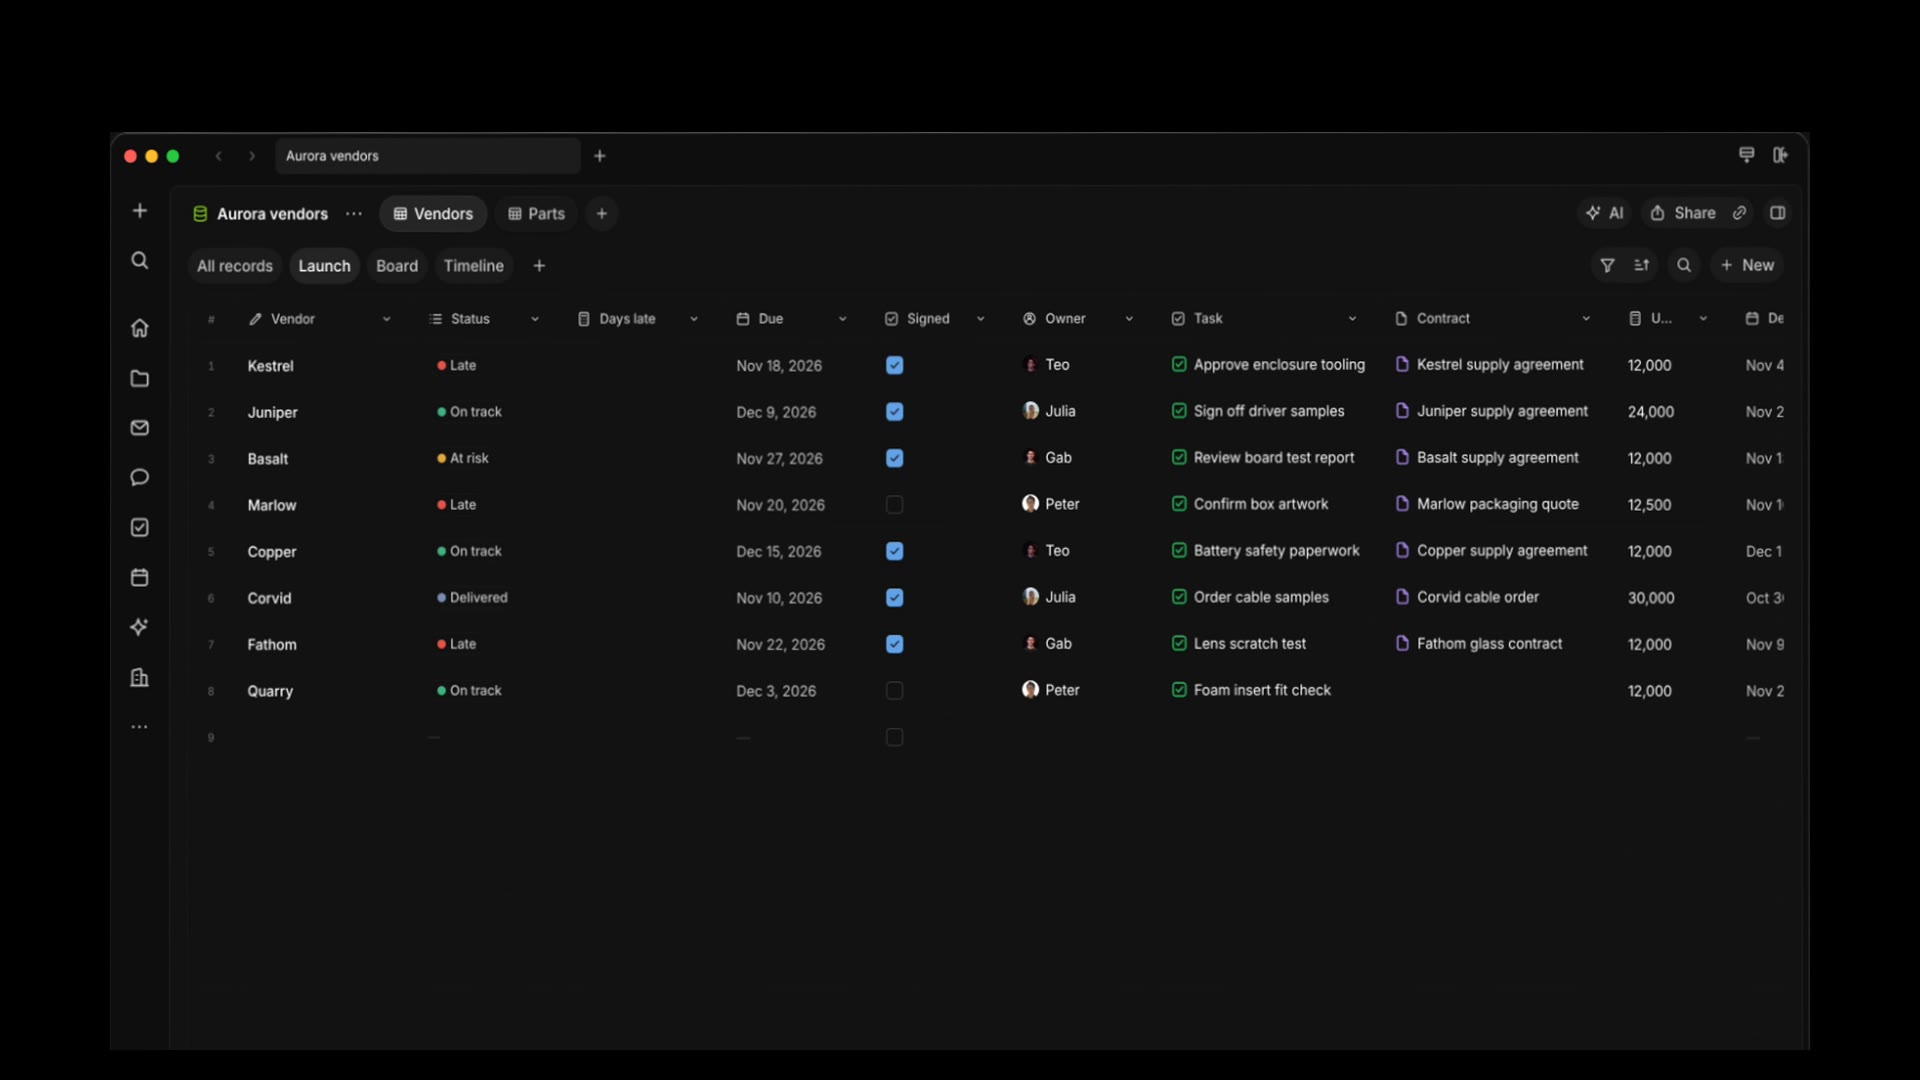 Aurora vendors
Aurora vendors ... Vendors Parts AI Share
All records Launch Board Timeline New
# Vendor Status Days late Due Signed Owner Task Contract U... De
1 Kestrel Late Nov 18, 2026 Teo Approve enclosure tooling Kestrel supply agreement 12,000 Nov 4
2 Juniper On track Dec 9, 2026 Julia Sign off driver samples Juniper supply agreement 24,000 Nov 2
3 Basalt At risk Nov 27, 2026 Gab Review board test report Basalt supply agreement 12,000 Nov 1
4 Marlow Late Nov 20, 2026 Peter Confirm box artwork Marlow packaging quote 12,500 Nov 1
5 Copper On track Dec 15, 2026 Teo Battery safety paperwork Copper supply agreement 12,000 Dec 1
6 Corvid Delivered Nov 10, 2026 Julia Order cable samples Corvid cable order 30,000 Oct 3
7 Fathom Late Nov 22, 2026 Gab Lens scratch test Fathom glass contract 12,000 Nov 9
8 Quarry On track Dec 3, 2026 Peter Foam insert fit check 12,000 Nov 2
9 — — —